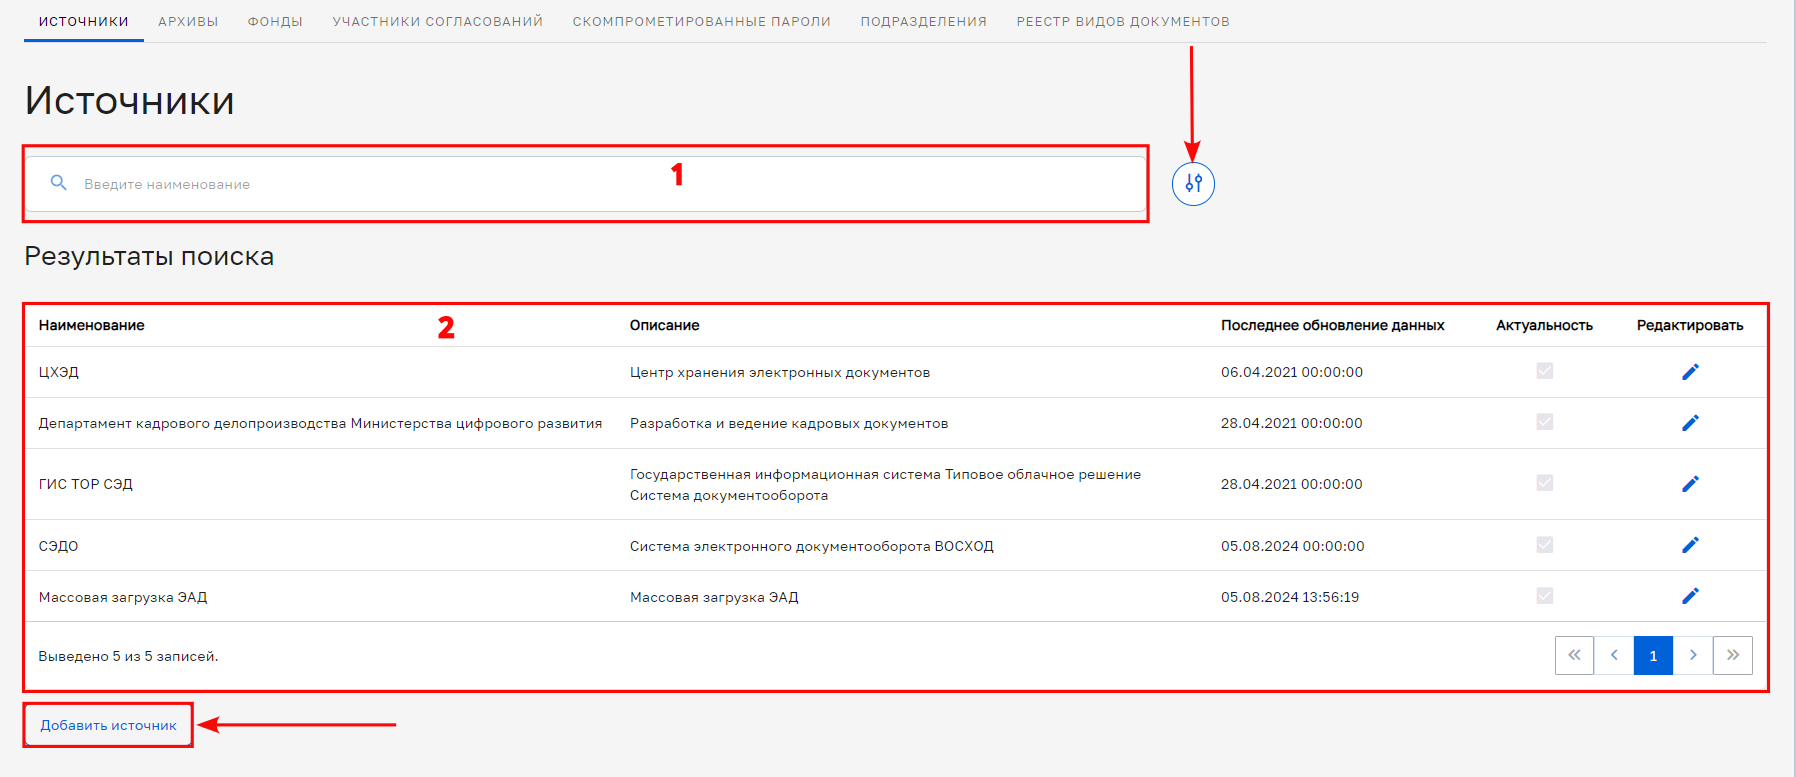 ИСТОЧНИКИ АРХИВЫ ФОНДЫ УЧАСТНИКИ СОГЛАСОВАНИЙ СКОМПРОМЕТИРОВАННЫЕ ПАРОЛИ ПОДРАЗДЕЛЕНИЯ РЕЕСТР ВИДОВ ДОКУМЕНТОВ
Источники
1
Введите наименование
Результаты поиска
2
Наименование Описание Последнее обновление данных Актуальность Редактировать
ЦХЭД Центр хранения электронных документов 06.04.2021 00:00:00
Департамент кадрового делопроизводства Министерства цифрового развития Разработка и ведение кадровых документов 28.04.2021 00:00:00
ГИС ТОР СЭД Государственная информационная система Типовое облачное решение
Система документооборота 28.04.2021 00:00:00
СЭДО Система электронного документооборота ВОСХОД 05.08.2024 00:00:00
Массовая загрузка ЭАД Массовая загрузка ЭАД 05.08.2024 13:56:19
Выведено 5 из 5 записей. « ‹ 1 › »
Добавить источник